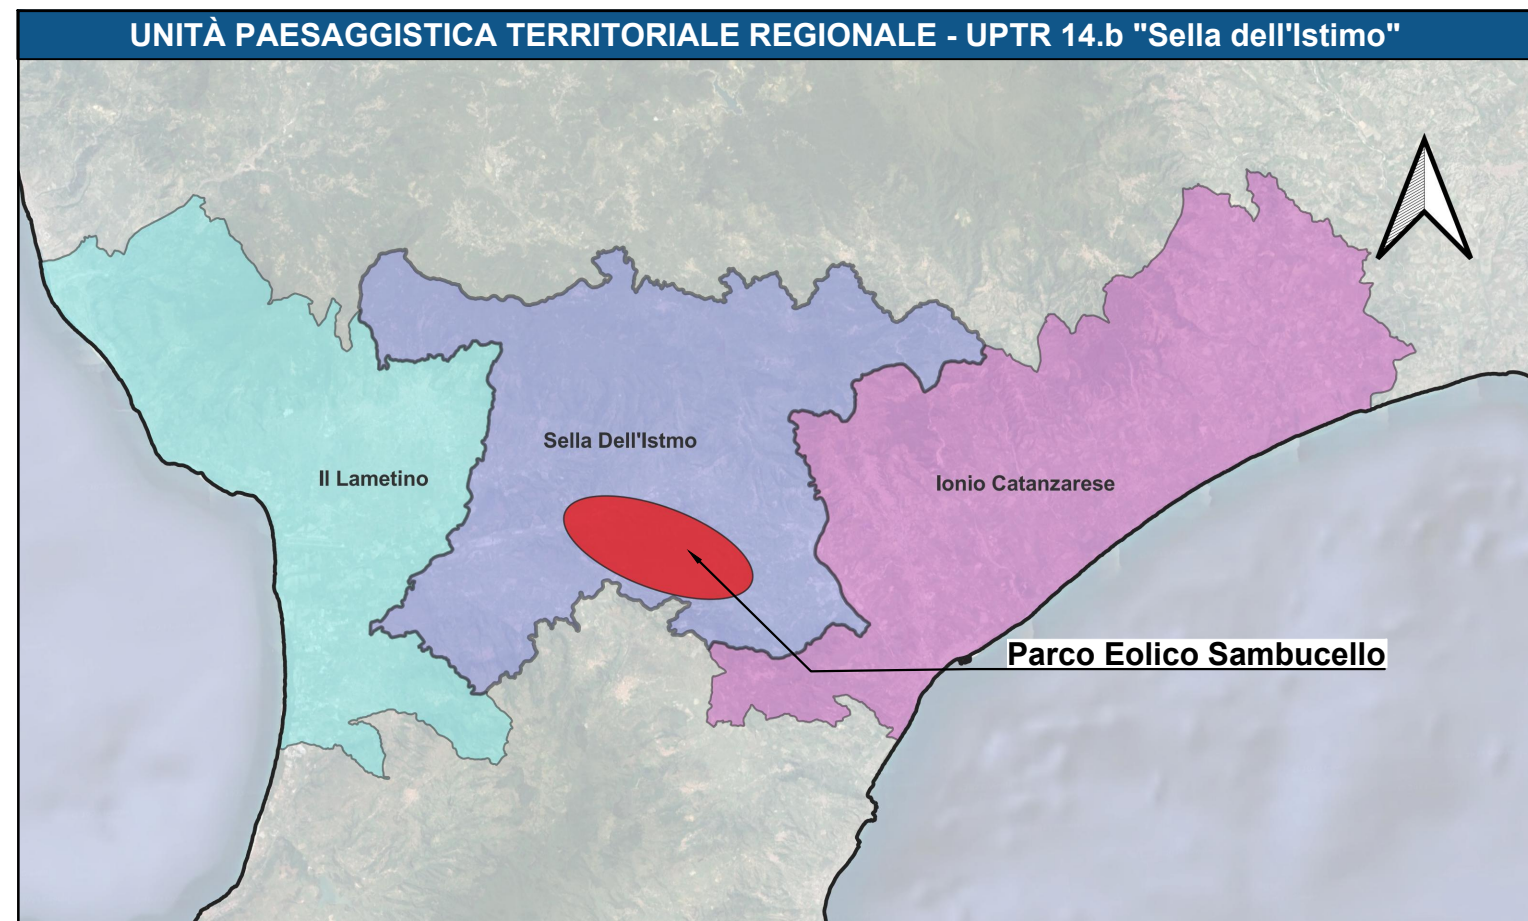 UNITÀ PAESAGGISTICA TERRITORIALE REGIONALE - UPTR 14.b "Sella dell'Istimo"
Sella Dell'Istmo
Il Lametino
Ionio Catanzarese
Parco Eolico Sambucello